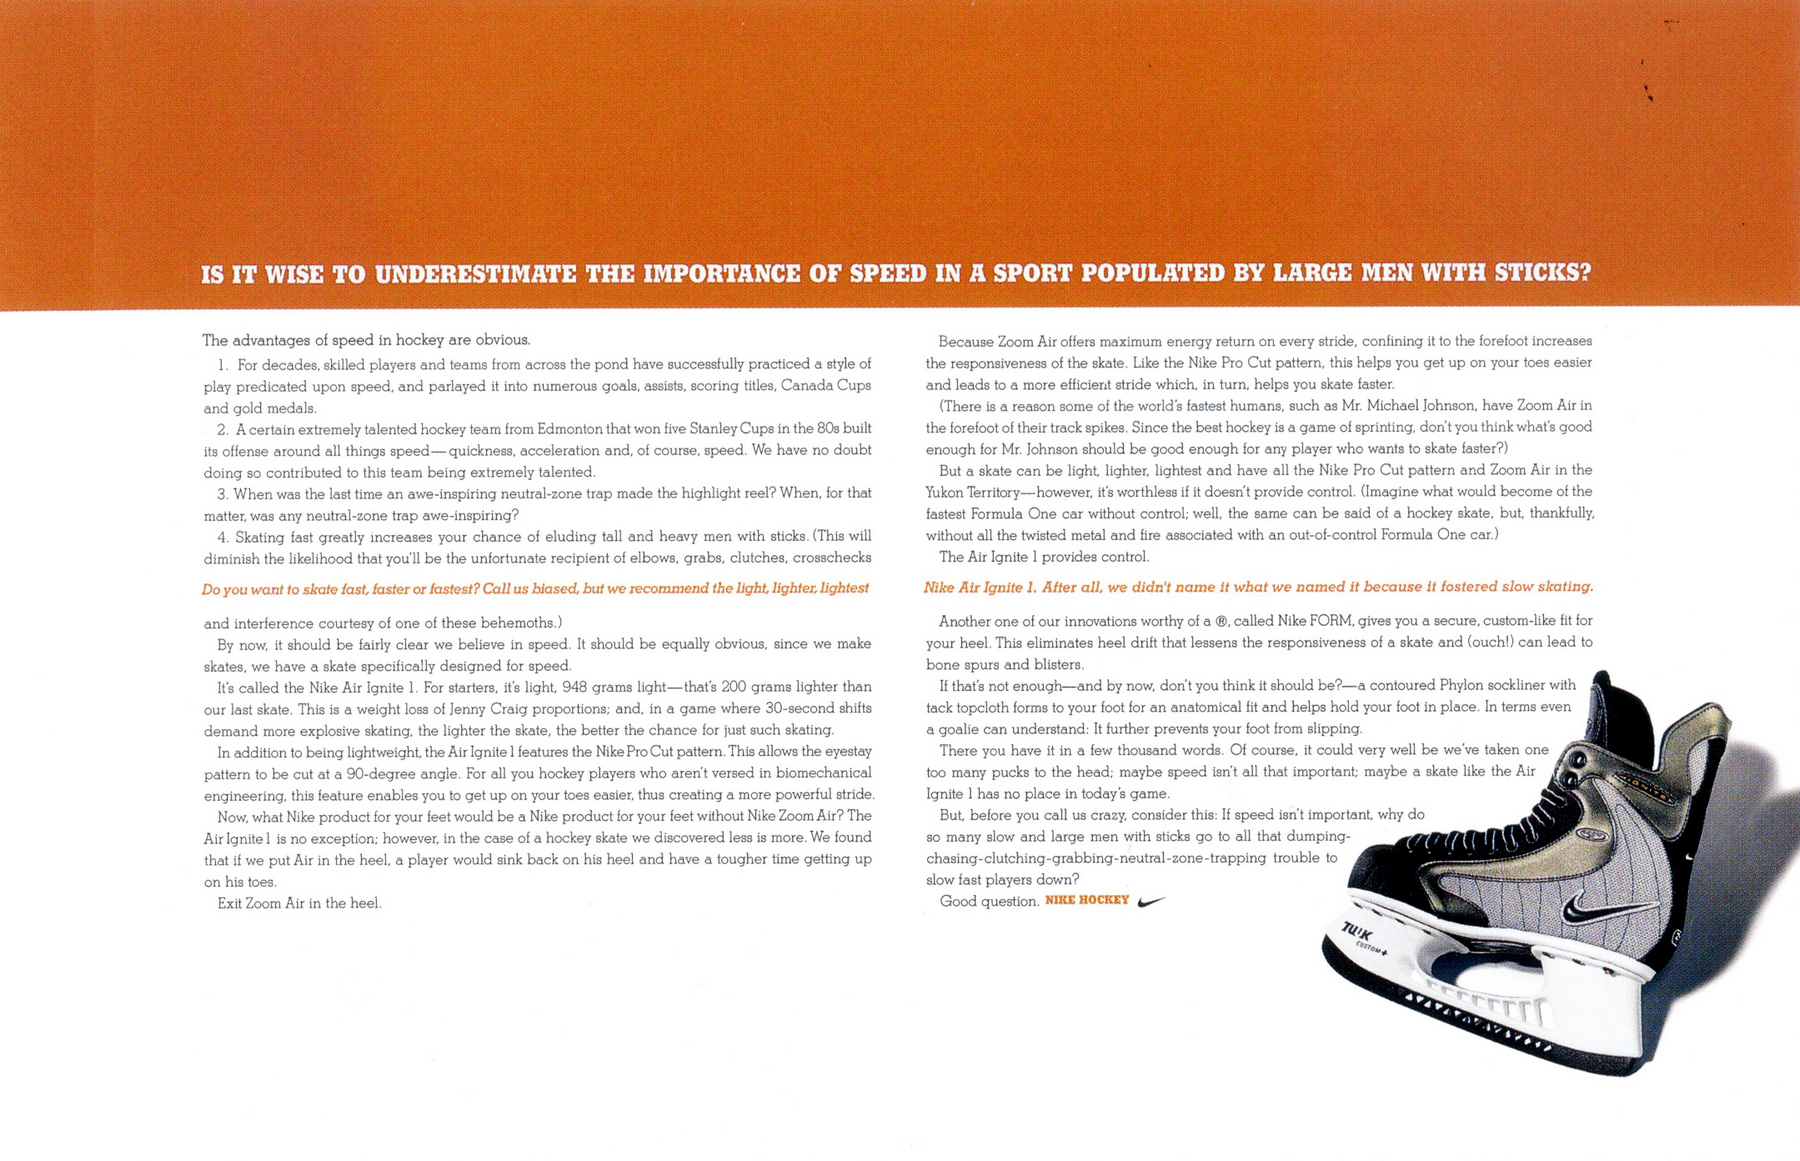 IS IT WISE TO UNDERESTIMATE THE IMPORTANCE OF SPEED IN A SPORT POPULATED BY LARGE MEN WITH STICKS?
The advantages of speed in hockey are obvious.
1. For decades, skilled players and teams from across the pond have successfully practiced a style of
play predicated upon speed, and parlayed it into numerous goals, assists, scoring titles, Canada Cups
and gold medals.
2. A certain extremely talented hockey team from Edmonton that won five Stanley Cups in the 80s built
its offense around all things speed—quickness, acceleration and, of course, speed. We have no doubt
doing so contributed to this team being extremely talented.
3. When was the last time an awe-inspiring neutral-zone trap made the highlight reel? When, for that
matter, was any neutral-zone trap awe-inspiring?
4. Skating fast greatly increases your chance of eluding tall and heavy men with sticks. (This will
diminish the likelihood that you'll be the unfortunate recipient of elbows, grabs, clutches, crosschecks
Do you want to skate fast, faster or fastest? Call us biased, but we recommend the light, lighter, lightest
and interference courtesy of one of these behemoths.)
By now, it should be fairly clear we believe in speed. It should be equally obvious, since we make
skates, we have a skate specifically designed for speed.
It's called the Nike Air Ignite 1. For starters, it's light, 948 grams light—that's 200 grams lighter than
our last skate. This is a weight loss of Jenny Craig proportions; and, in a game where 30-second shifts
demand more explosive skating, the lighter the skate, the better the chance for just such skating.
In addition to being lightweight, the Air Ignite 1 features the Nike Pro Cut pattern. This allows the eyestay
pattern to be cut at a 90-degree angle. For all you hockey players who aren't versed in biomechanical
engineering, this feature enables you to get up on your toes easier, thus creating a more powerful stride.
Now, what Nike product for your feet would be a Nike product for your feet without Nike Zoom Air? The
Air Ignite 1 is no exception; however, in the case of a hockey skate we discovered less is more. We found
that if we put Air in the heel, a player would sink back on his heel and have a tougher time getting up
on his toes.
Exit Zoom Air in the heel.
Because Zoom Air offers maximum energy return on every stride, confining it to the forefoot increases
the responsiveness of the skate. Like the Nike Pro Cut pattern, this helps you get up on your toes easier
and leads to a more efficient stride which, in turn, helps you skate faster.
(There is a reason some of the world's fastest humans, such as Mr. Michael Johnson, have Zoom Air in
the forefoot of their track spikes. Since the best hockey is a game of sprinting, don't you think what's good
enough for Mr. Johnson should be good enough for any player who wants to skate faster?)
But a skate can be light, lighter, lightest and have all the Nike Pro Cut pattern and Zoom Air in the
Yukon Territory—however, it's worthless if it doesn't provide control. (Imagine what would become of the
fastest Formula One car without control; well, the same can be said of a hockey skate, but, thankfully,
without all the twisted metal and fire associated with an out-of-control Formula One car.)
The Air Ignite 1 provides control.
Nike Air Ignite 1. After all, we didn't name it what we named it because it fostered slow skating.
Another one of our innovations worthy of a ®, called Nike FORM, gives you a secure, custom-like fit for
your heel. This eliminates heel drift that lessens the responsiveness of a skate and (ouch!) can lead to
bone spurs and blisters.
If that's not enough—and by now, don't you think it should be?—a contoured Phylon sockliner with
tack topcloth forms to your foot for an anatomical fit and helps hold your foot in place. In terms even
a goalie can understand: It further prevents your foot from slipping.
There you have it in a few thousand words. Of course, it could very well be we've taken one
too many pucks to the head; maybe speed isn't all that important; maybe a skate like the Air
Ignite 1 has no place in today's game.
But, before you call us crazy, consider this: If speed isn't important, why do
so many slow and large men with sticks go to all that dumping-
chasing-clutching-grabbing-neutral-zone-trapping trouble to
slow fast players down?
Good question. NIKE HOCKEY
TUUK
CUSTOM+